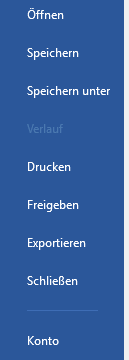 Öffnen
Speichern
Speichern unter
Verlauf
Drucken
Freigeben
Exportieren
Schließen
Konto